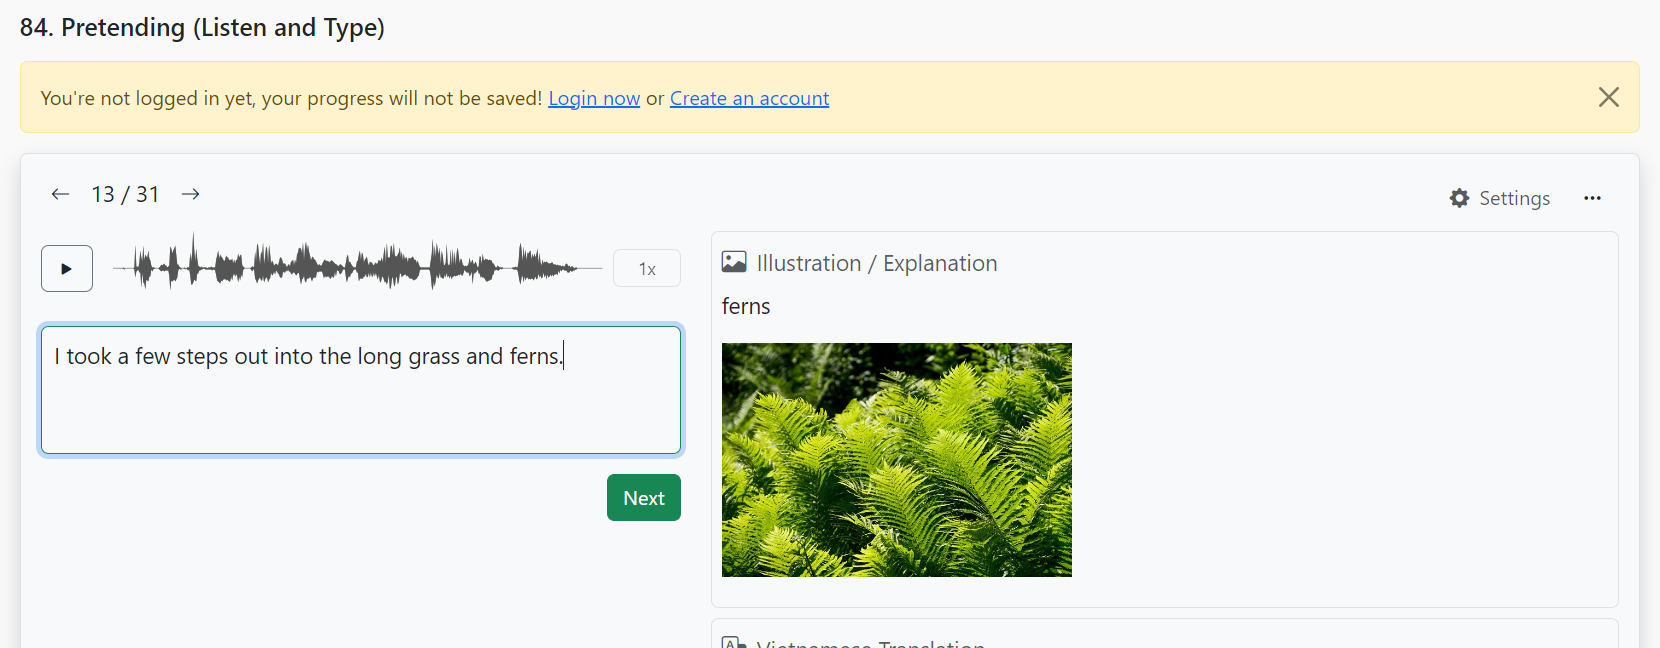 84. Pretending (Listen and Type)
You're not logged in yet, your progress will not be saved! Login now or Create an account
13 / 31
Settings
1x
Illustration / Explanation
ferns
I took a few steps out into the long grass and ferns.
Next
Vietnamese Translation